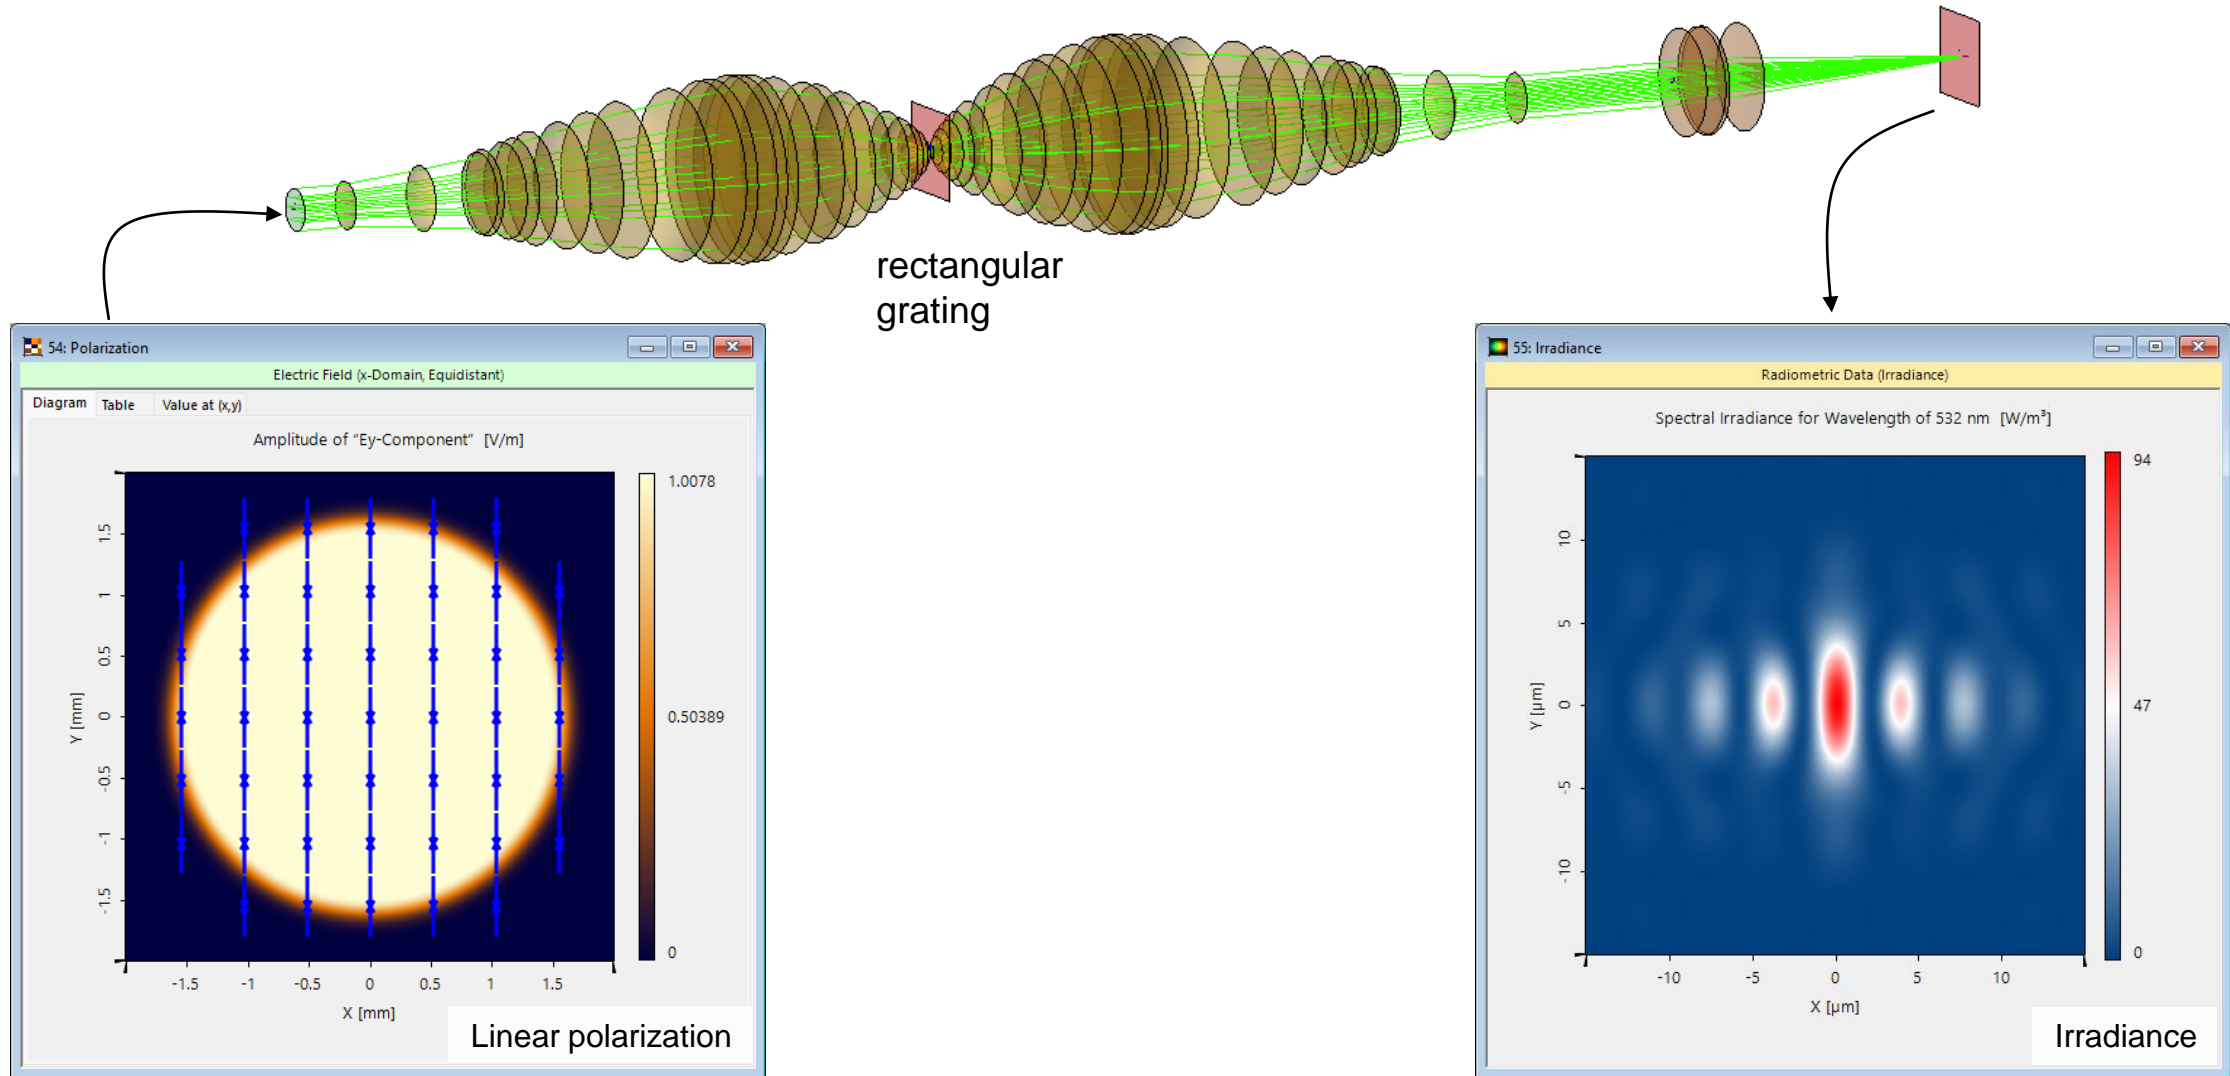 rectangular
grating
54: Polarization
Electric Field (x-Domain, Equidistant)
Diagram Table Value at (x,y)
Amplitude of "Ey-Component" [V/m]
1.0078
0.50389
0
1.5
1
0.5
0
-0.5
-1
-1.5
Y [mm]
-1.5 -1 -0.5 0 0.5 1 1.5
X [mm]
Linear polarization
55: Irradiance
Radiometric Data (Irradiance)
Spectral Irradiance for Wavelength of 532 nm [W/m³]
94
47
0
10
5
0
-5
-10
Y [µm]
-10 -5 0 5 10
X [µm]
Irradiance